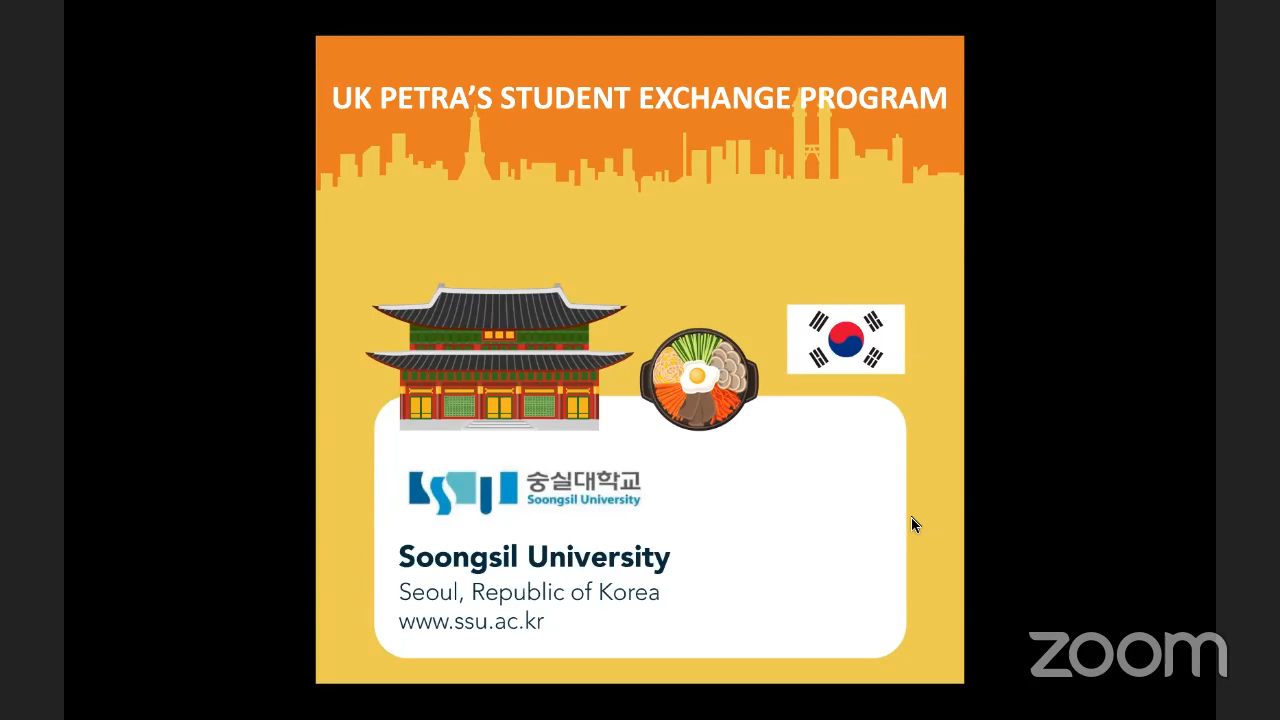 UK PETRA'S STUDENT EXCHANGE PROGRAM
숭실대학교
Soongsil University
Soongsil University
Seoul, Republic of Korea
www.ssu.ac.kr
zoom